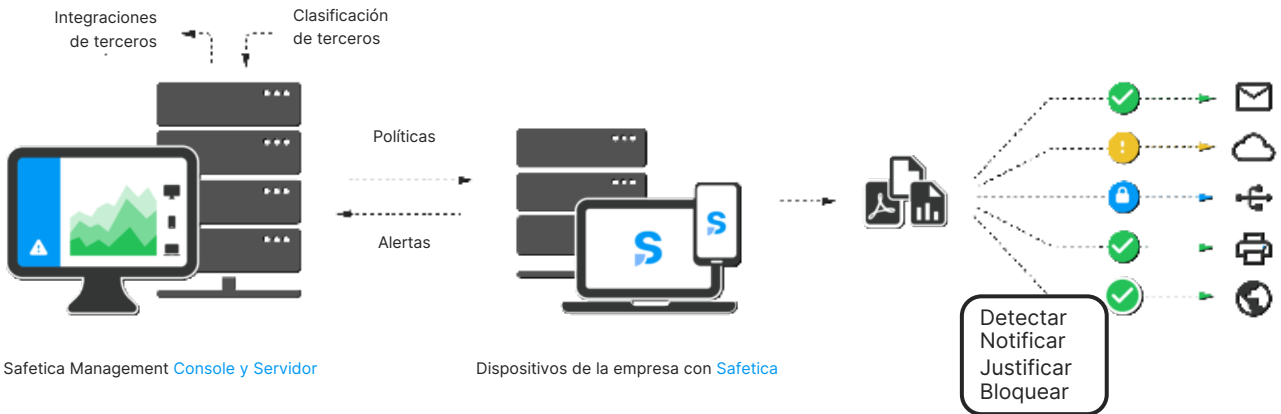 Integraciones
de terceros
Clasificación
de terceros
Políticas
Alertas
S
S
Detectar
Notificar
Justificar
Bloquear
Safetica Management Console y Servidor
Dispositivos de la empresa con Safetica